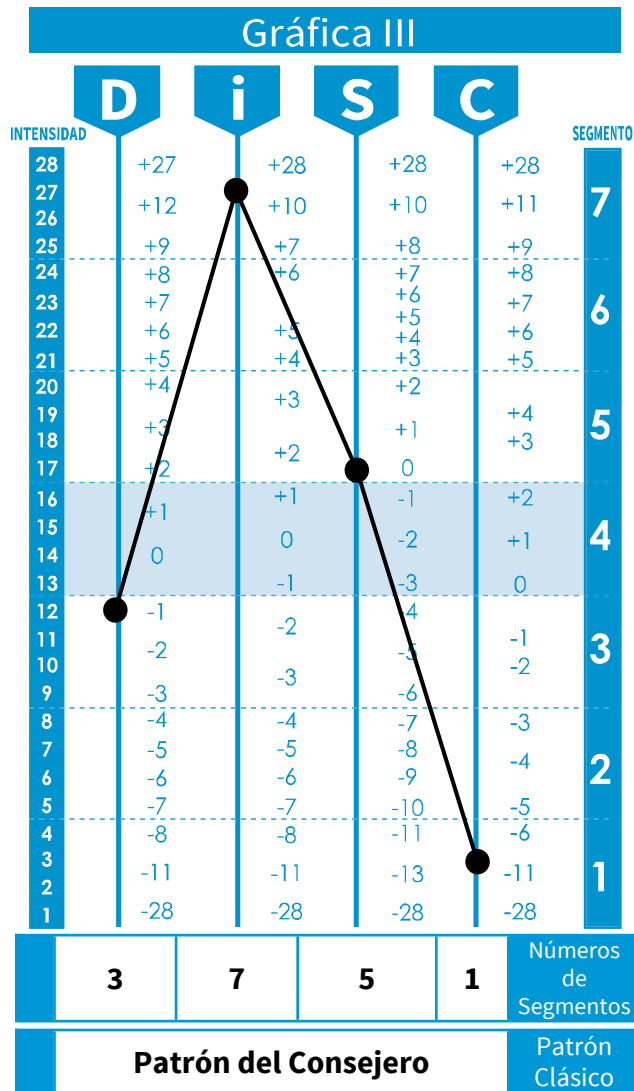 Gráfica III
D i S C
INTENSIDAD SEGMENTO
28 +27 +28 +28 +28
27
26 +12 +10 +10 +11 7
25 +9 +7 +8 +9
24 +8 +6 +7 +8
23 +7 +6 +7 6
+5
22 +6 +5 +4 +6
21 +5 +4 +3 +5
20 +4 +3 +2
19 +4
18 +3 +1 +3 5
17 +2 +2 0
16 +1 +1 -1 +2
15 0 -2 +1 4
14 0
13 -1 -3 0
12 -1 -2 -4
11 -2 -5 -1 3
10 -3 -2
9 -3 -6
8 -4 -4 -7 -3
7 -5 -5 -8 -4 2
6 -6 -6 -9
5 -7 -7 -10 -5
4 -8 -8 -11 -6
3
2 -11 -11 -13 -11 1
1 -28 -28 -28 -28
3 7 5 1
Números
de
Segmentos
Patrón del Consejero
Patrón
Clásico